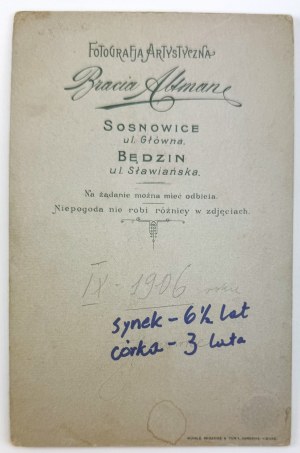 Fotografja Artystyczna
Bracia Altman
Sosnowice
ul. Główna.
Będzin
ul. Sławiańska.
Na żądanie można mieć odbicia.
Niepogoda nie robi różnicy w zdjęciach.
IX. 1906 roku
synek - 6½ lat
córka - 3 lata